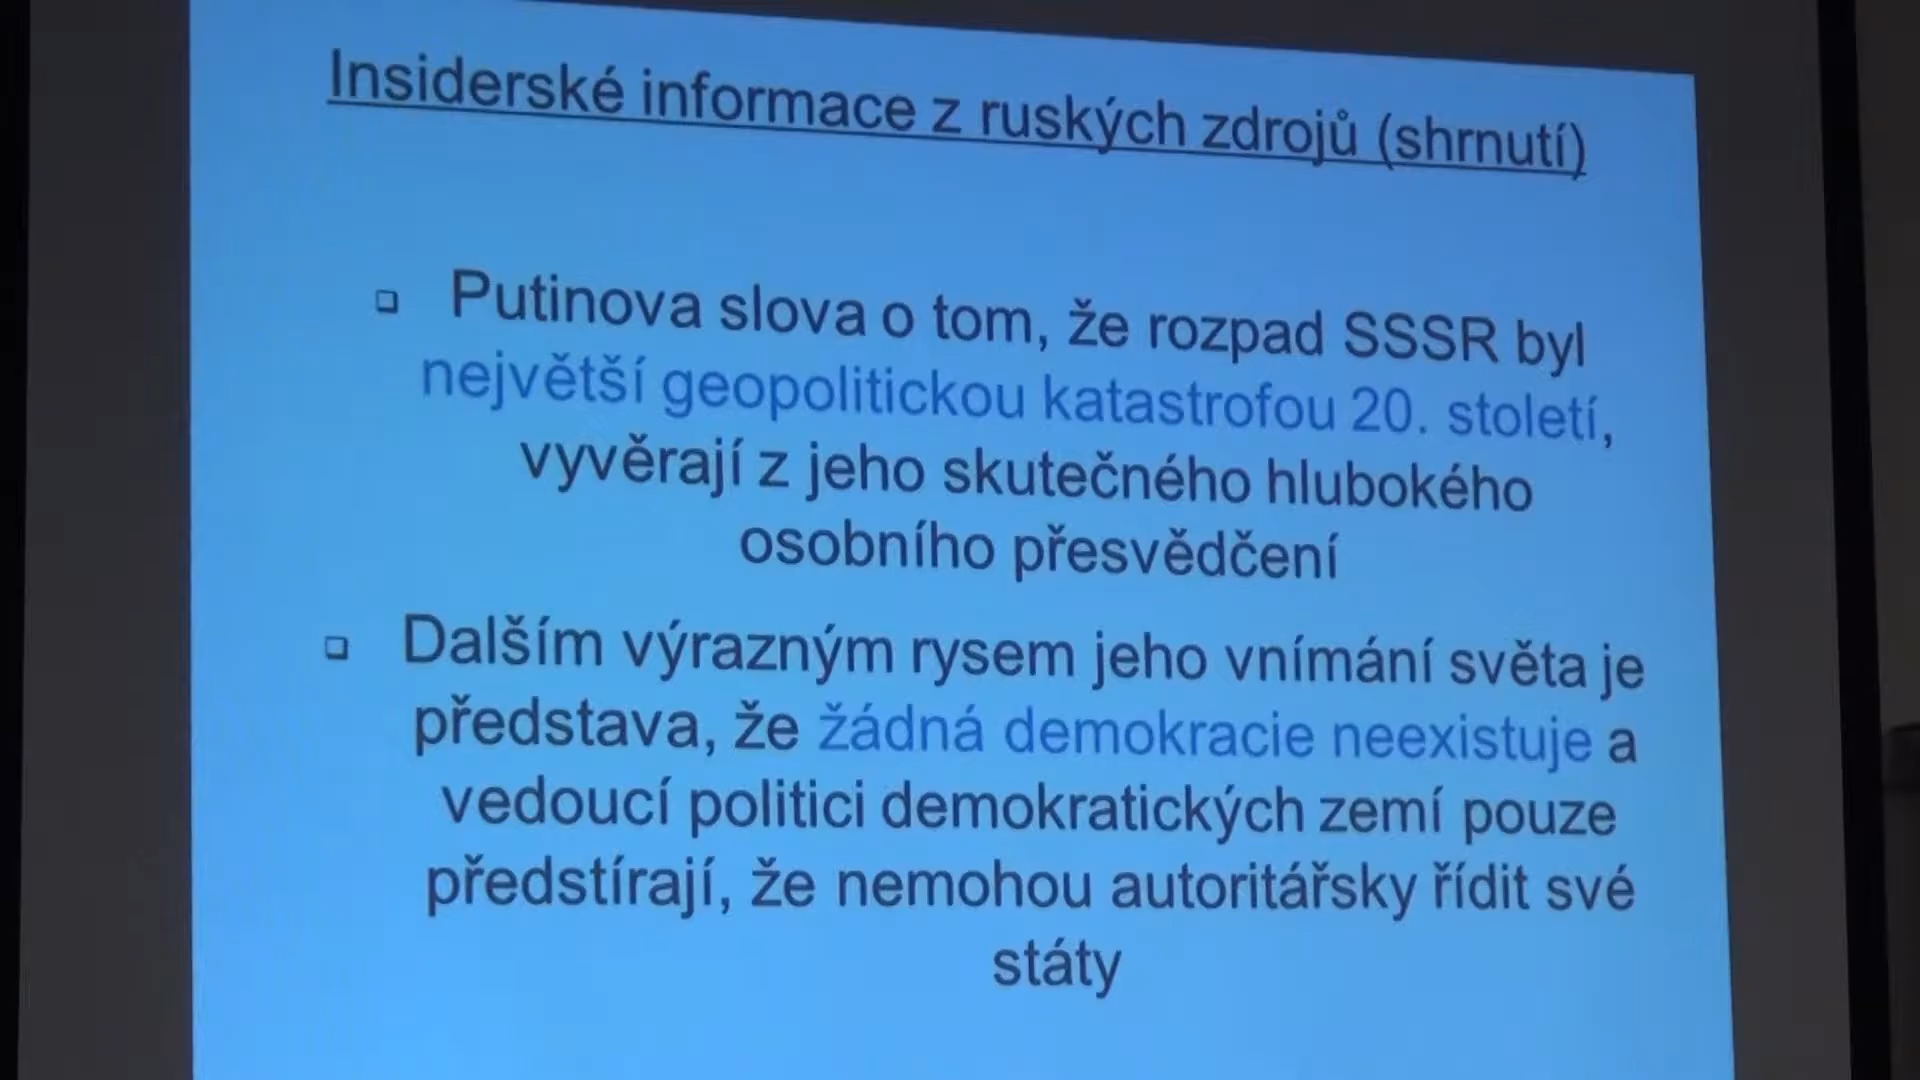 Insiderské informace z ruských zdrojů (shrnutí)
❑ Putinova slova o tom, že rozpad SSSR byl
největší geopolitickou katastrofou 20. století,
vyvěrají z jeho skutečného hlubokého
osobního přesvědčení
❑ Dalším výrazným rysem jeho vnímání světa je
představa, že žádná demokracie neexistuje a
vedoucí politici demokratických zemí pouze
předstírají, že nemohou autoritářsky řídit své
státy